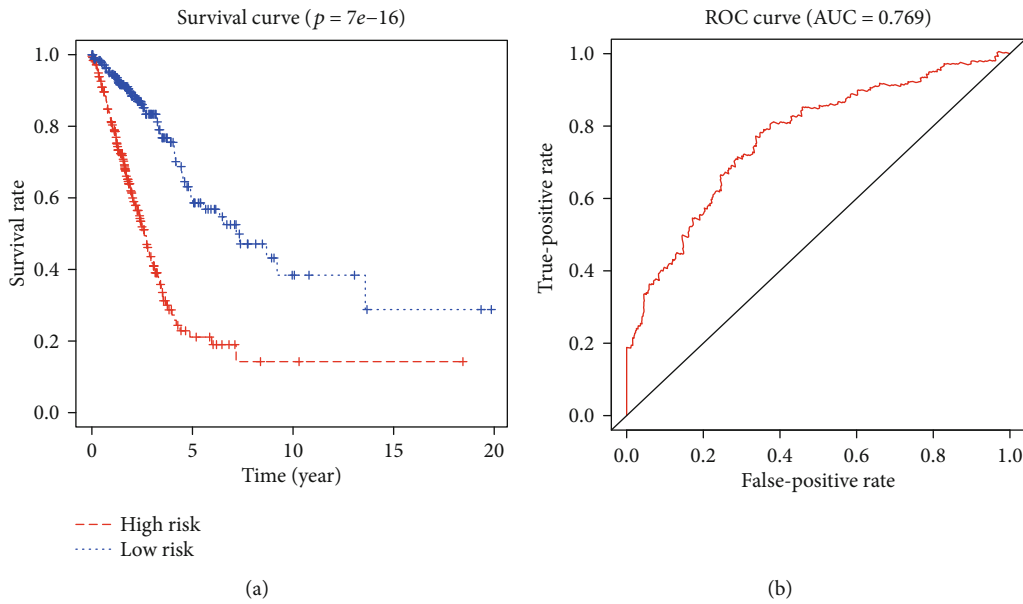 Survival curve (p = 7e−16)
1.0
0.8
0.6
0.4
0.2
0.0
Survival rate
0
5
10
15
20
Time (year)
High risk
Low risk
(a)
ROC curve (AUC = 0.769)
1.0
0.8
0.6
0.4
0.2
0.0
True-positive rate
0.0
0.2
0.4
0.6
0.8
1.0
False-positive rate
(b)